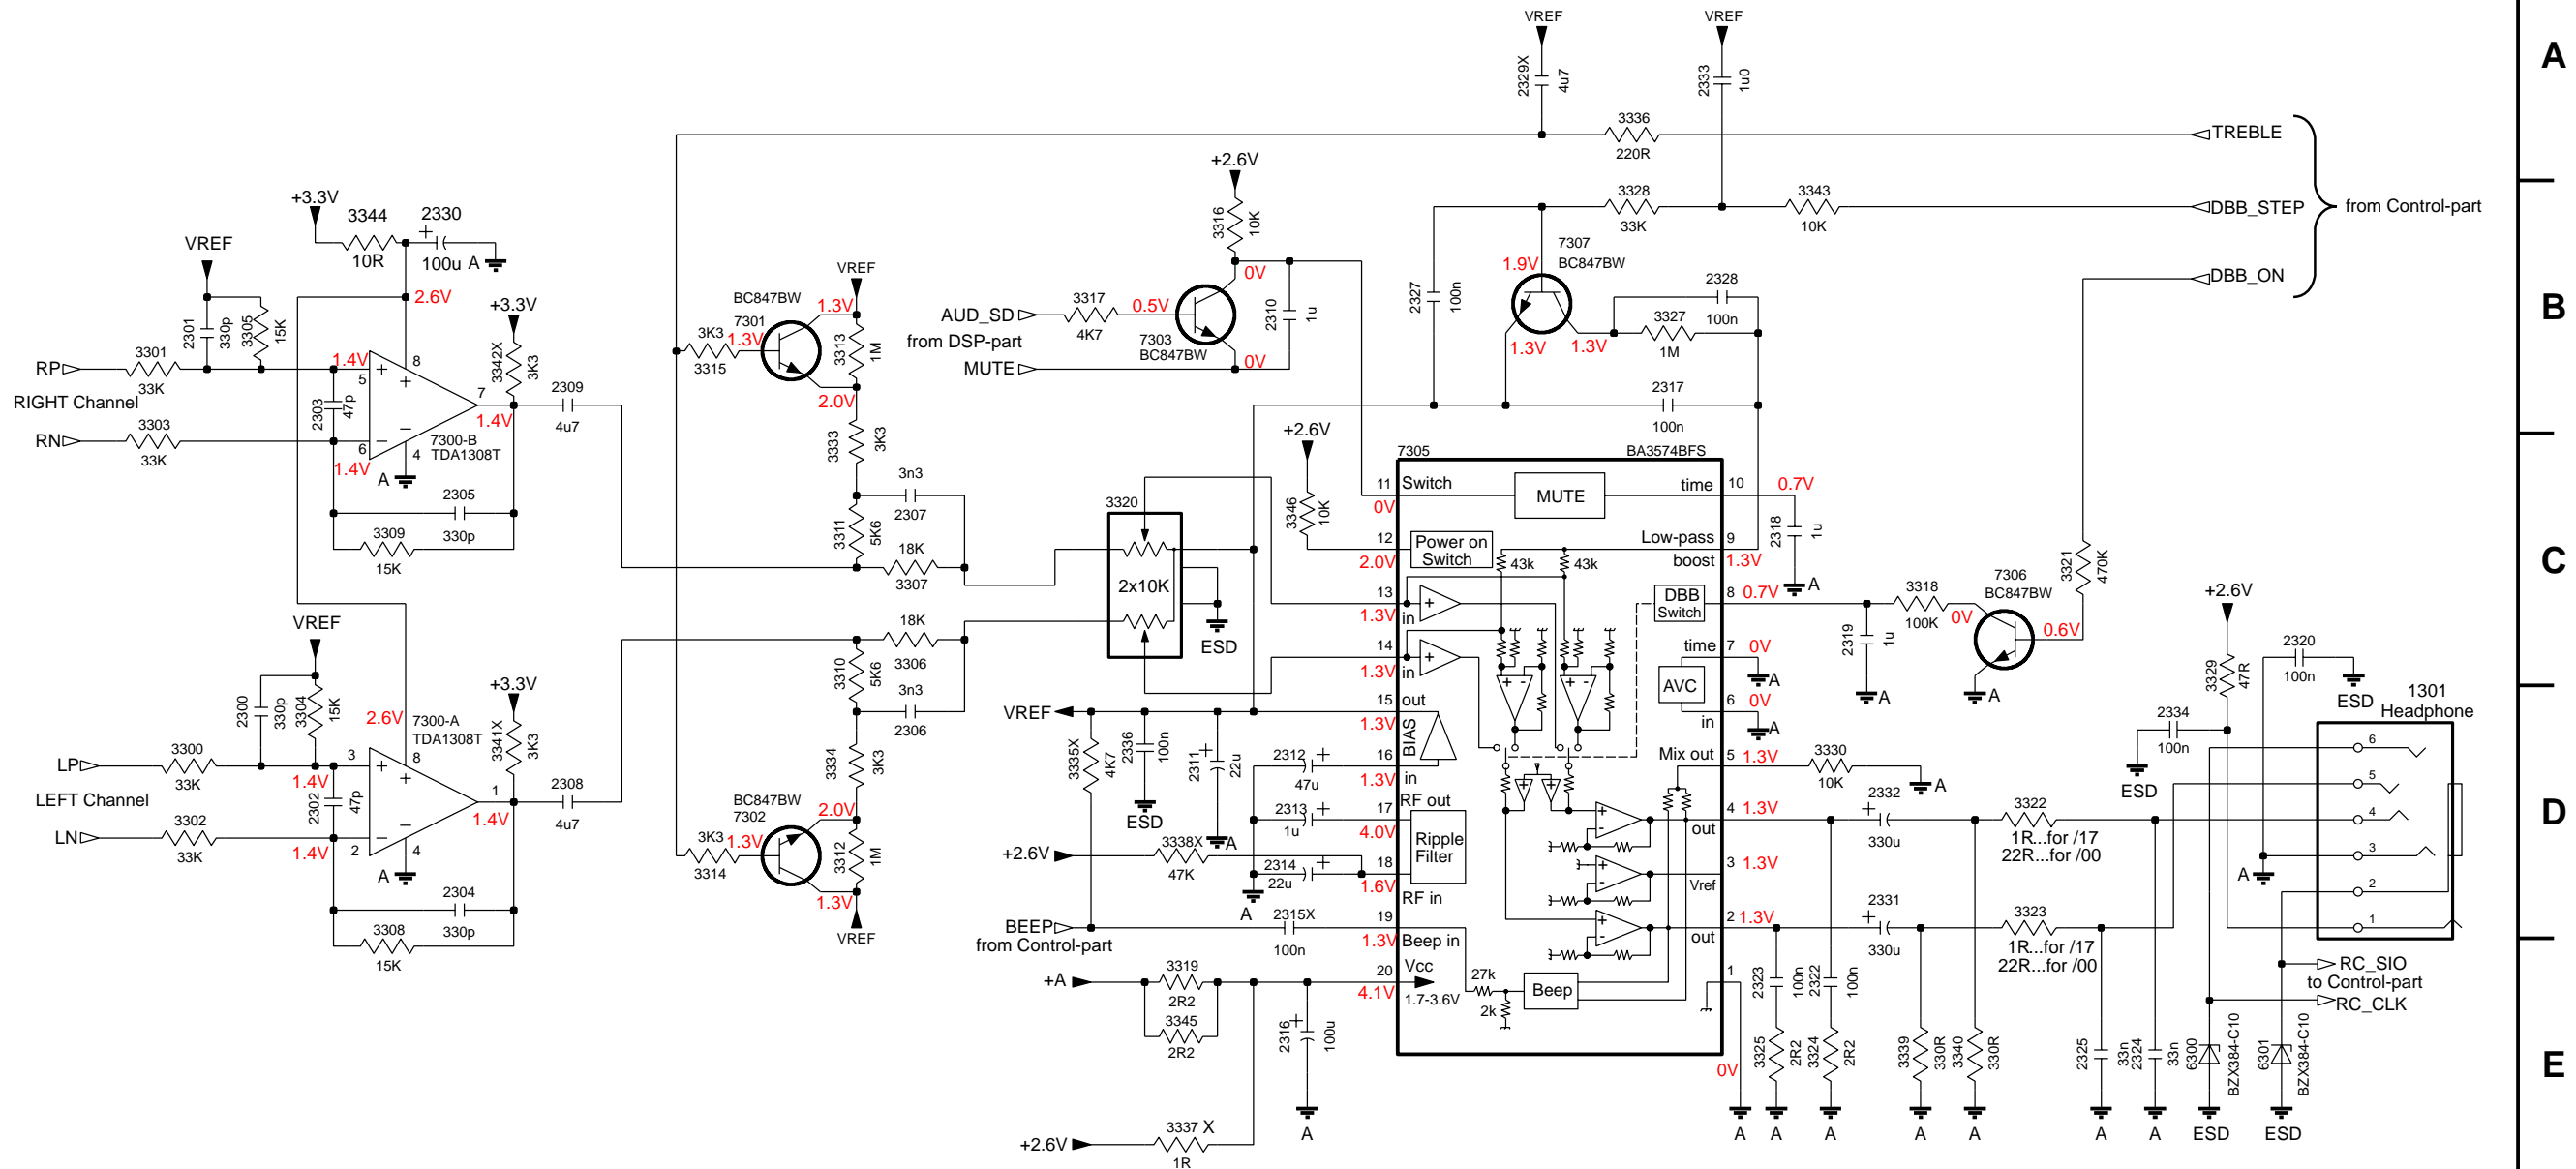 VREF
VREF
A
2329X
4u7
2333
1u0
3336
220R
TREBLE
+2.6V
3316
10K
3328
33K
3343
10K
DBB_STEP
from Control-part
+3.3V
3344
10R
2330
+
100u
A
VREF
7307
BC847BW
1.9V
VREF
0V
2328
100n
DBB_ON
2.6V
BC847BW
7301
1.3V
2327
100n
2301
330p
3305
15K
+3.3V
3342X
3K3
3K3
1.3V
3315
3313
1M
AUD_SD
from DSP-part
3317
4K7
0.5V
7303
BC847BW
2310
1u
3327
1M
B
MUTE
0V
1.3V
1.3V
RP
3301
33K
1.4V
5
+
8
+
RIGHT Channel
2303
47p
7
1.4V
2309
4u7
2.0V
2317
100n
RN
3303
33K
6
1.4V
–
–
4
7300-B
TDA1308T
A
3333
3K3
+2.6V
7305
BA3574BFS
3n3
2307
2305
330p
3309
15K
3311
5K6
18K
3307
3320
2x10K
ESD
3346
10K
11
0V
Switch
MUTE
time
10
0.7V
2318
1u
A
12
2.0V
Power on
Switch
43k
43k
Low-pass
boost
9
1.3V
3321
470K
C
13
1.3V
in
+
DBB
Switch
8
0.7V
2319
1u
A
3318
100K
0V
7306
BC847BW
0.6V
A
+2.6V
3329
47R
2320
100n
ESD
VREF
18K
3306
3310
5K6
3n3
2306
14
1.3V
in
+
time
7
0V
A
AVC
6
0V
in
A
+ -
+ -
2300
330p
3304
15K
+3.3V
3341X
3K3
2.6V
7300-A
TDA1308T
VREF
15
1.3V
out
BIAS
16
1.3V
in
3335X
4K7
2336
100n
ESD
2311
+
22u
A
2312
+
47u
Mix out
5
1.3V
3330
10K
A
2334
100n
ESD
1301
Headphone
6
5
4
3
2
1
A
LP
3300
33K
1.4V
3
+
8
+
LEFT Channel
2302
47p
1
1.4V
2308
4u7
LN
3302
33K
1.4V
2
–
–
4
A
3334
3K3
BC847BW
7302
2.0V
3K3
1.3V
3314
3312
1M
1.3V
VREF
2313
+
1u
17
4.0V
RF out
Ripple
Filter
+
-
4
1.3V
out
2332
+
330u
3322
1R...for /17
22R...for /00
D
+2.6V
3338X
47K
2314
+
22u
A
18
1.6V
RF in
+
-
3
1.3V
Vref
2304
330p
3308
15K
BEEP
from Control-part
2315X
100n
19
1.3V
Beep in
+
-
2
1.3V
out
2331
+
330u
3323
1R...for /17
22R...for /00
+A
3319
2R2
3345
2R2
20
4.1V
Vcc
1.7-3.6V
27k
2k
Beep
1
0V
2323
100n
2322
100n
RC_SIO
to Control-part
RC_CLK
2316
+
100u
A
3325
2R2
3324
2R2
3339
330R
3340
330R
2325
33n
2324
33n
6300
BZX384-C10
6301
BZX384-C10
E
+2.6V
3337 X
1R
A
A
A
A
A
A
A
ESD
ESD